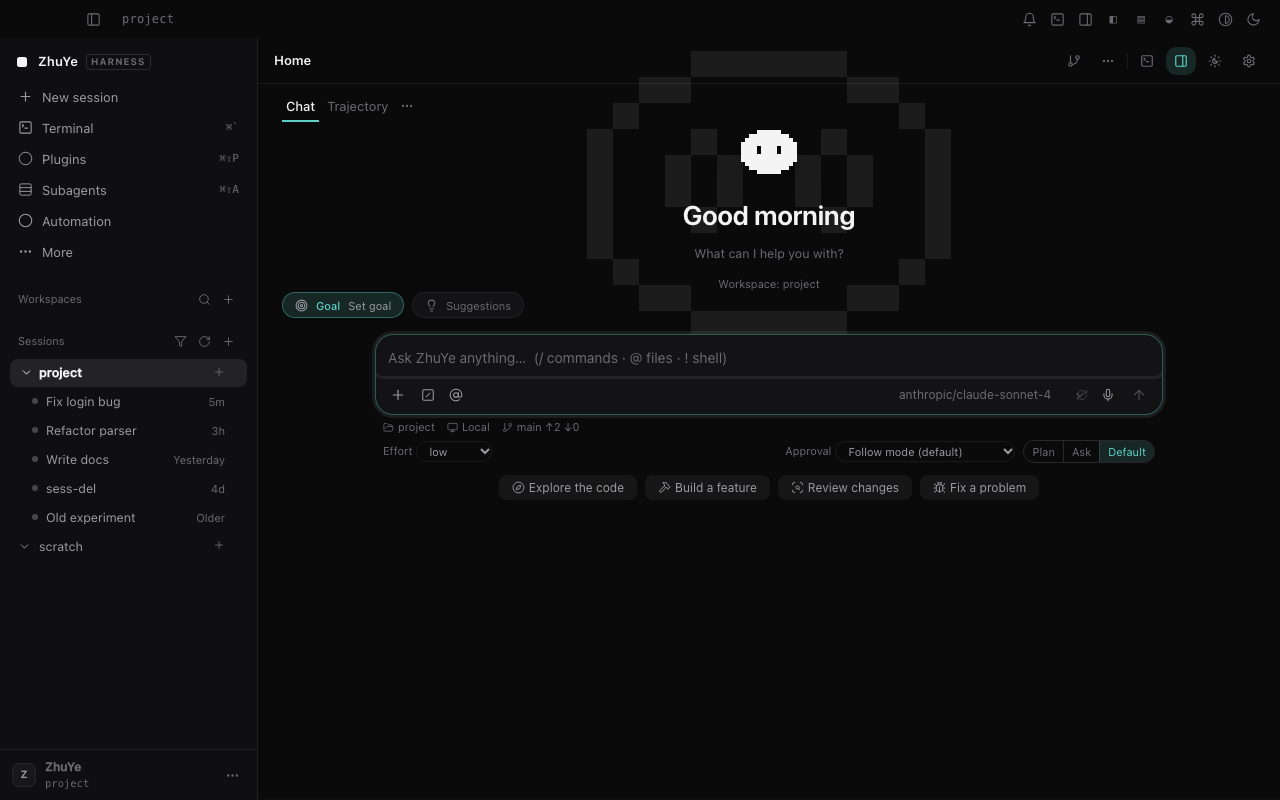 project
ZhuYe HARNESS
New session
Terminal ⌘`
Plugins ⌘⇧P
Subagents ⌘⇧A
Automation
More
Workspaces
Sessions
project
Fix login bug 5m
Refactor parser 3h
Write docs Yesterday
sess-del 4d
Old experiment Older
scratch
Z ZhuYe
project
Home
Chat Trajectory
Good morning
What can I help you with?
Workspace: project
Goal Set goal Suggestions
Ask ZhuYe anything... (/ commands · @ files · ! shell)
anthropic/claude-sonnet-4
project Local main ↑2 ↓0
Effort low Approval Follow mode (default) Plan Ask Default
Explore the code Build a feature Review changes Fix a problem